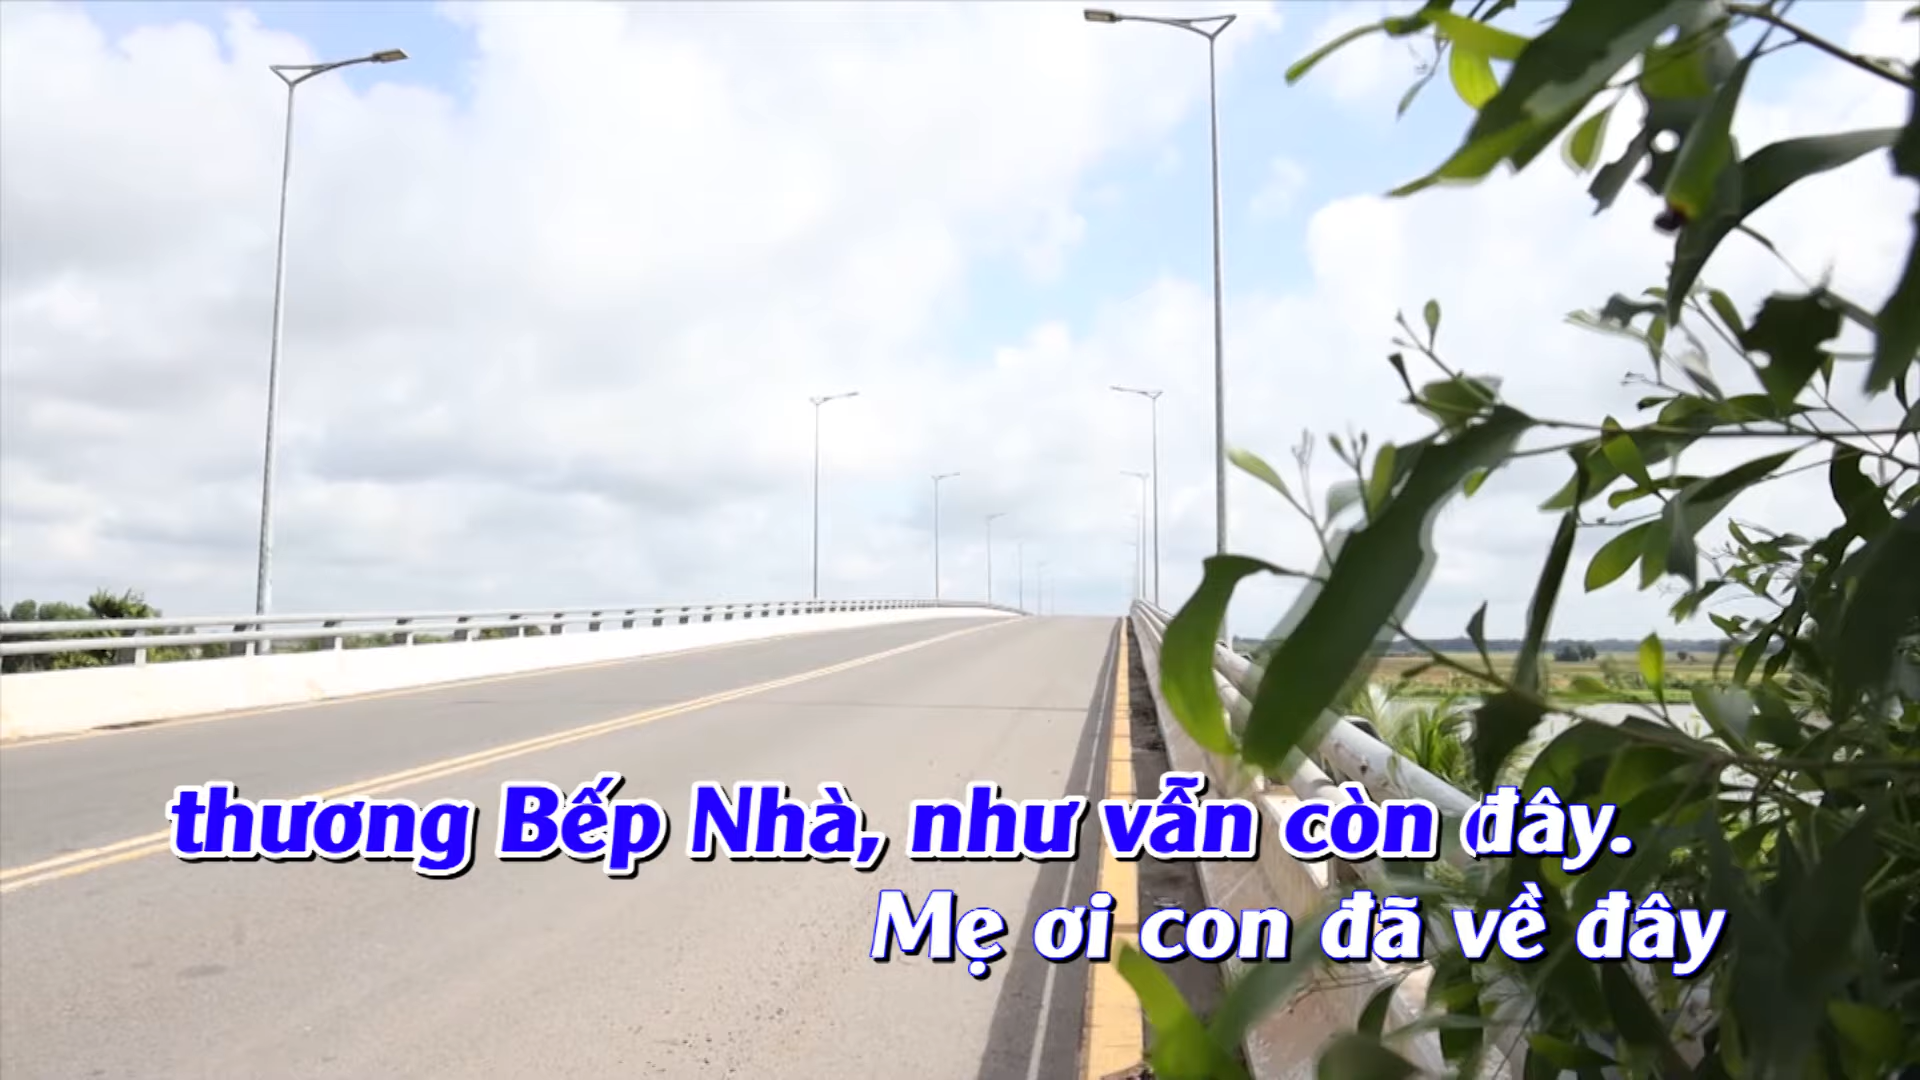 thương Bếp Nhà, như vẫn còn đây.
Mẹ ơi con đã về đây